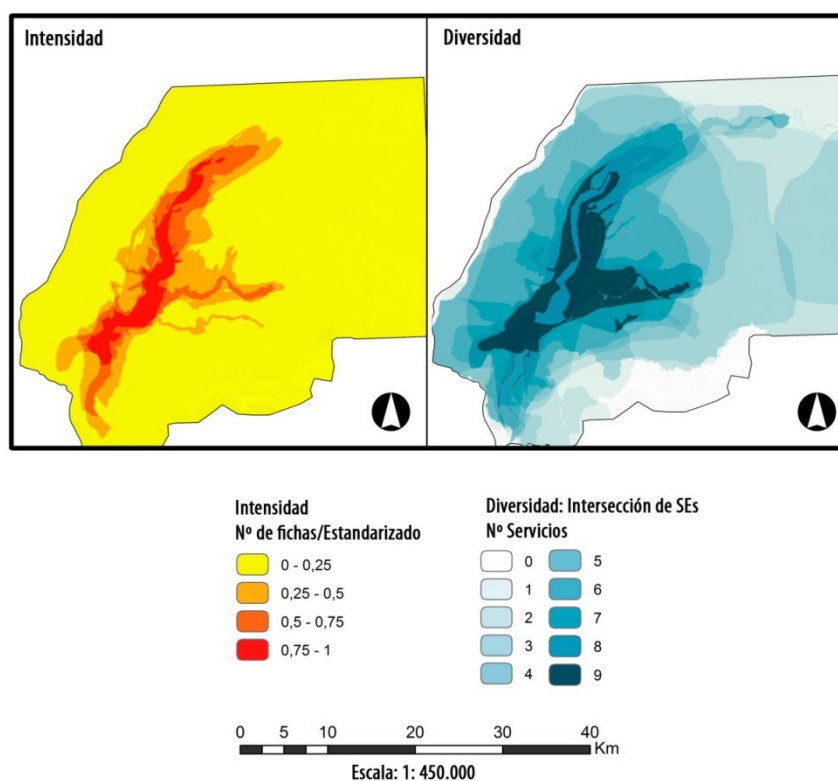 Intensidad
Diversidad
Intensidad
Nº de fichas/Estandarizado
0 - 0,25
0,25 - 0,5
0,5 - 0,75
0,75 - 1
Diversidad: Intersección de SEs
Nº Servicios
0 5
1 6
2 7
3 8
4 9
0 5 10 20 30 40
Km
Escala: 1: 450.000